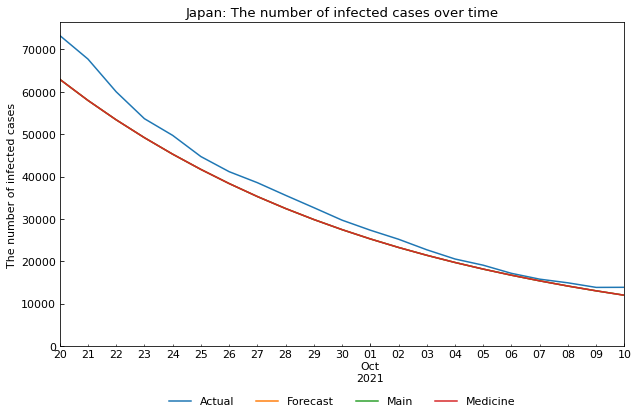 Japan: The number of infected cases over time
The number of infected cases
70000
60000
50000
40000
30000
20000
10000
0
20 21 22 23 24 25 26 27 28 29 30 01 02 03 04 05 06 07 08 09 10
Oct
2021
Actual Forecast Main Medicine